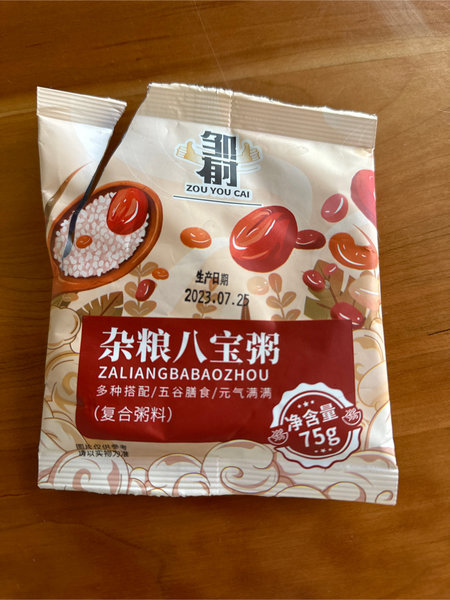 邹有才
ZOU YOU CAI
生产日期
2023.07.25
杂粮八宝粥
ZALIANGBABAOZHOU
多种搭配/五谷膳食/元气满满
(复合粥料)
净含量
75g
图片仅供参考
请以实物为准